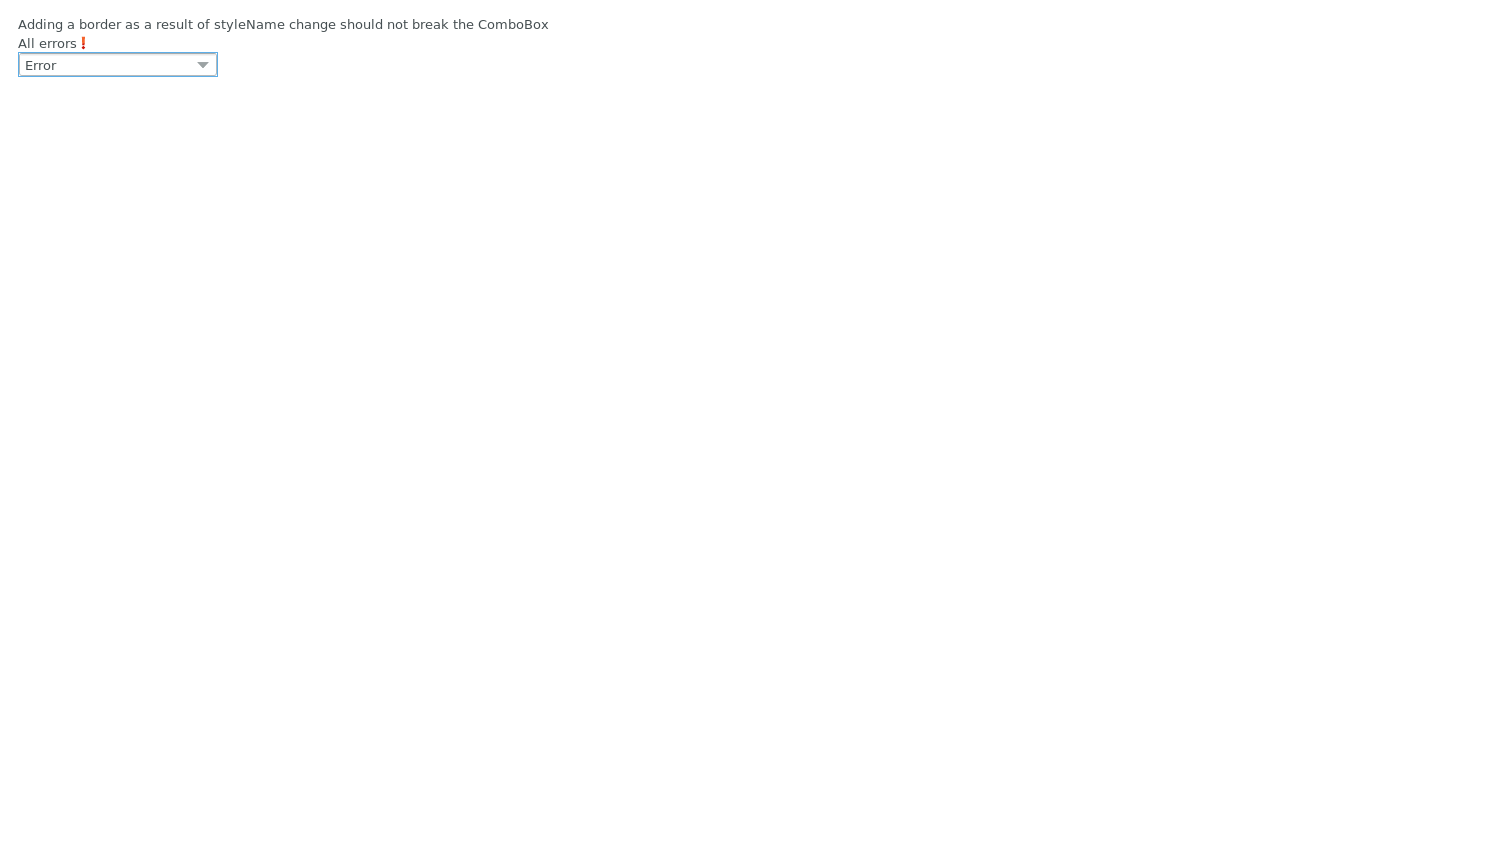 Adding a border as a result of styleName change should not break the ComboBox
All errors❗
Error